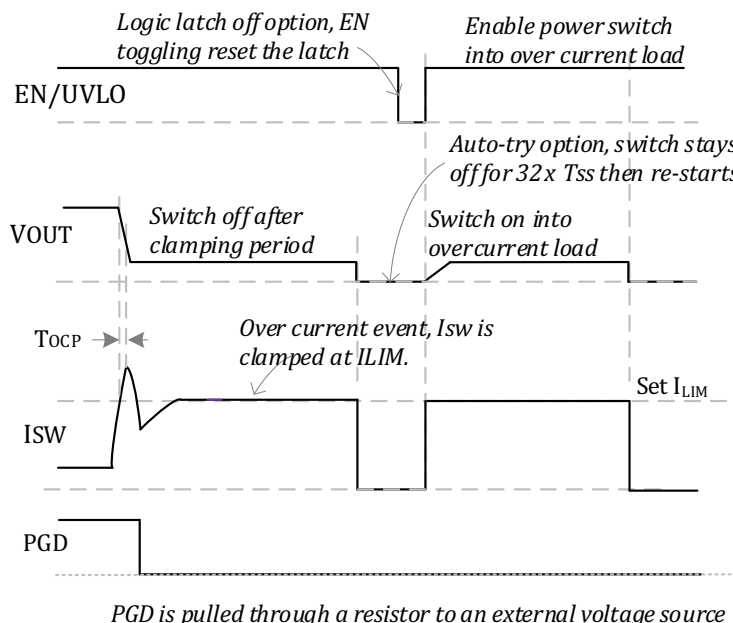 Logic latch off option, EN
toggling reset the latch
Enable power switch
into over current load
EN/UVLO
Auto-try option, switch stays
off for 32x Tss then re-starts
VOUT
Switch off after
clamping period
Switch on into
overcurrent load
TOCP
Over current event, Isw is
clamped at ILIM.
Set ILIM
ISW
PGD
PGD is pulled through a resistor to an external voltage source